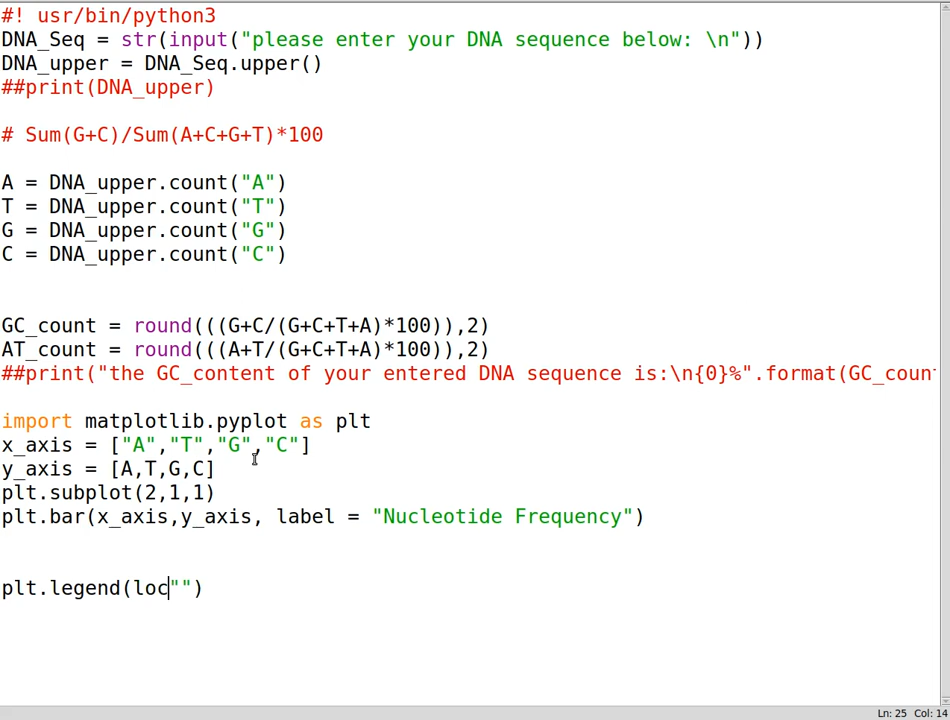 #! usr/bin/python3
DNA_Seq = str(input("please enter your DNA sequence below: \n"))
DNA_upper = DNA_Seq.upper()
##print(DNA_upper)
# Sum(G+C)/Sum(A+C+G+T)*100
A = DNA_upper.count("A")
T = DNA_upper.count("T")
G = DNA_upper.count("G")
C = DNA_upper.count("C")
GC_count = round(((G+C/(G+C+T+A)*100)),2)
AT_count = round(((A+T/(G+C+T+A)*100)),2)
##print("the GC_content of your entered DNA sequence is:\n{0}%".format(GC_coun
import matplotlib.pyplot as plt
x_axis = ["A","T","G","C"]
y_axis = [A,T,G,C]
plt.subplot(2,1,1)
plt.bar(x_axis,y_axis, label = "Nucleotide Frequency")
plt.legend(loc"")
Ln: 25 Col: 14